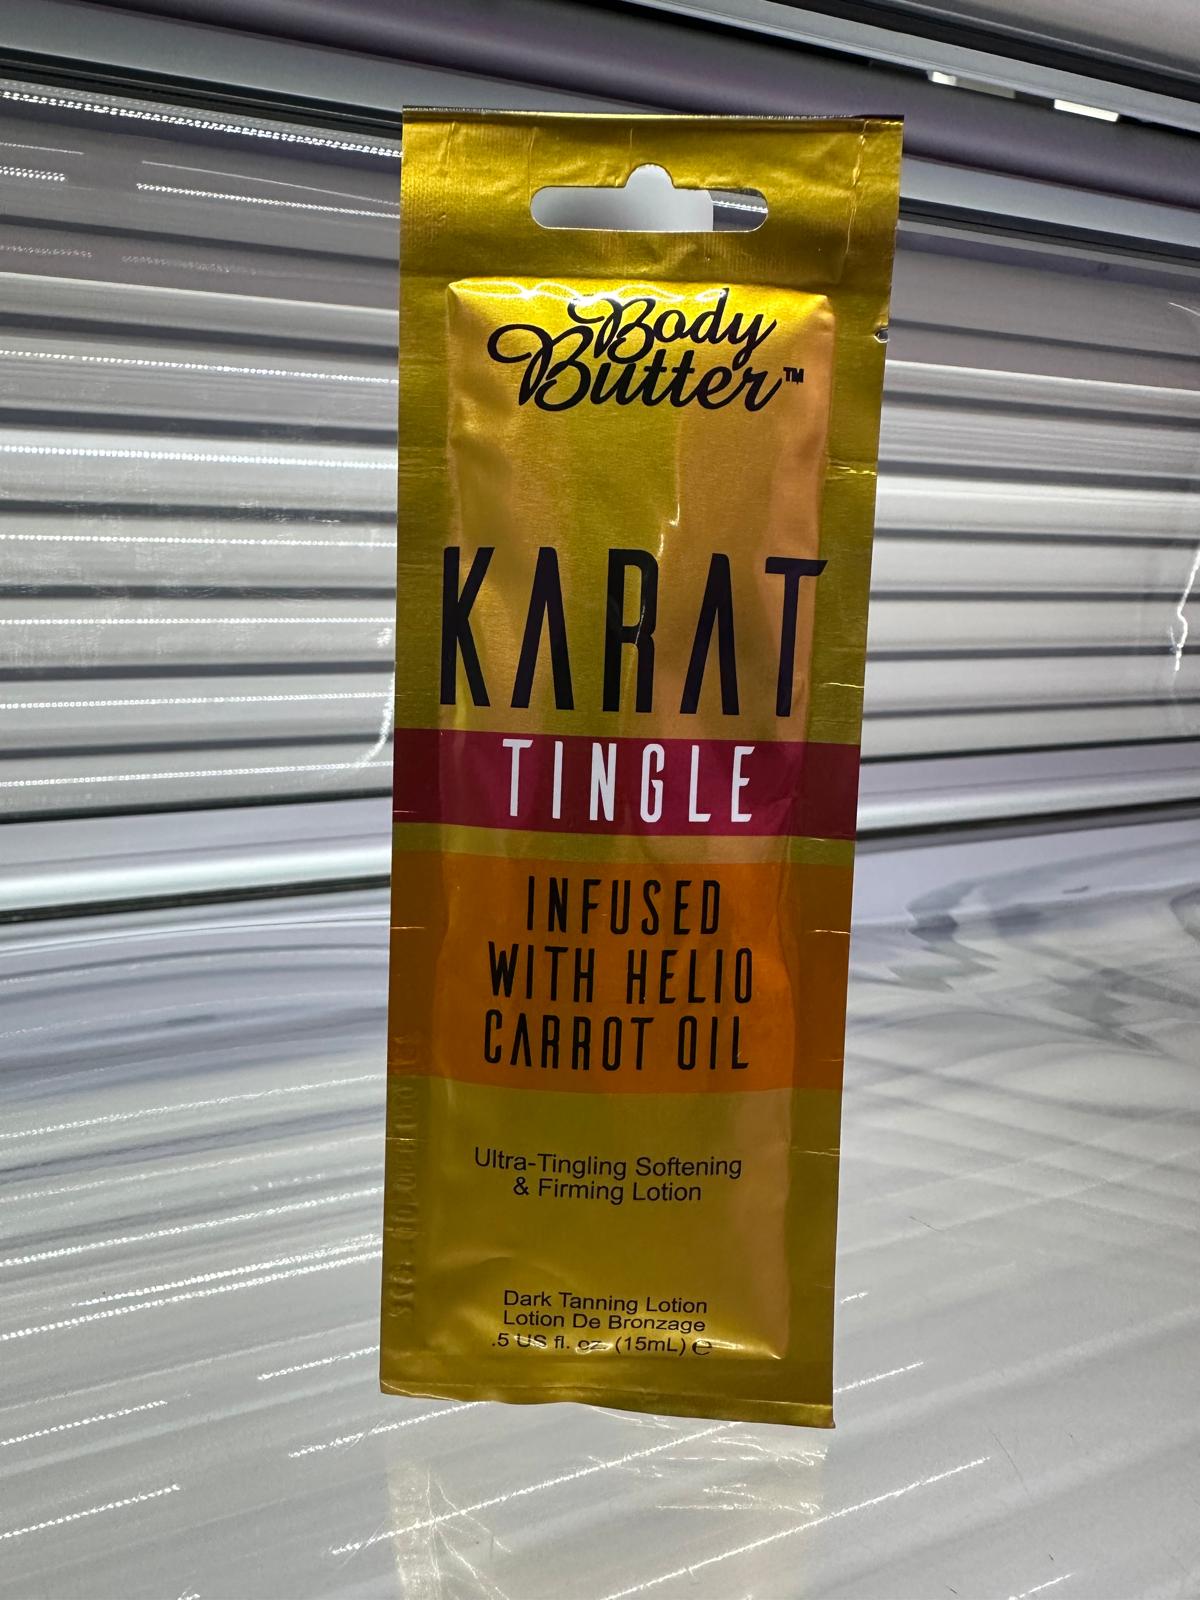 Body
Butter™
KARAT
TINGLE
INFUSED
WITH HELIO
CARROT OIL
Ultra-Tingling Softening
& Firming Lotion
Dark Tanning Lotion
Lotion De Bronzage
.5 US fl. oz. (15mL) ℮